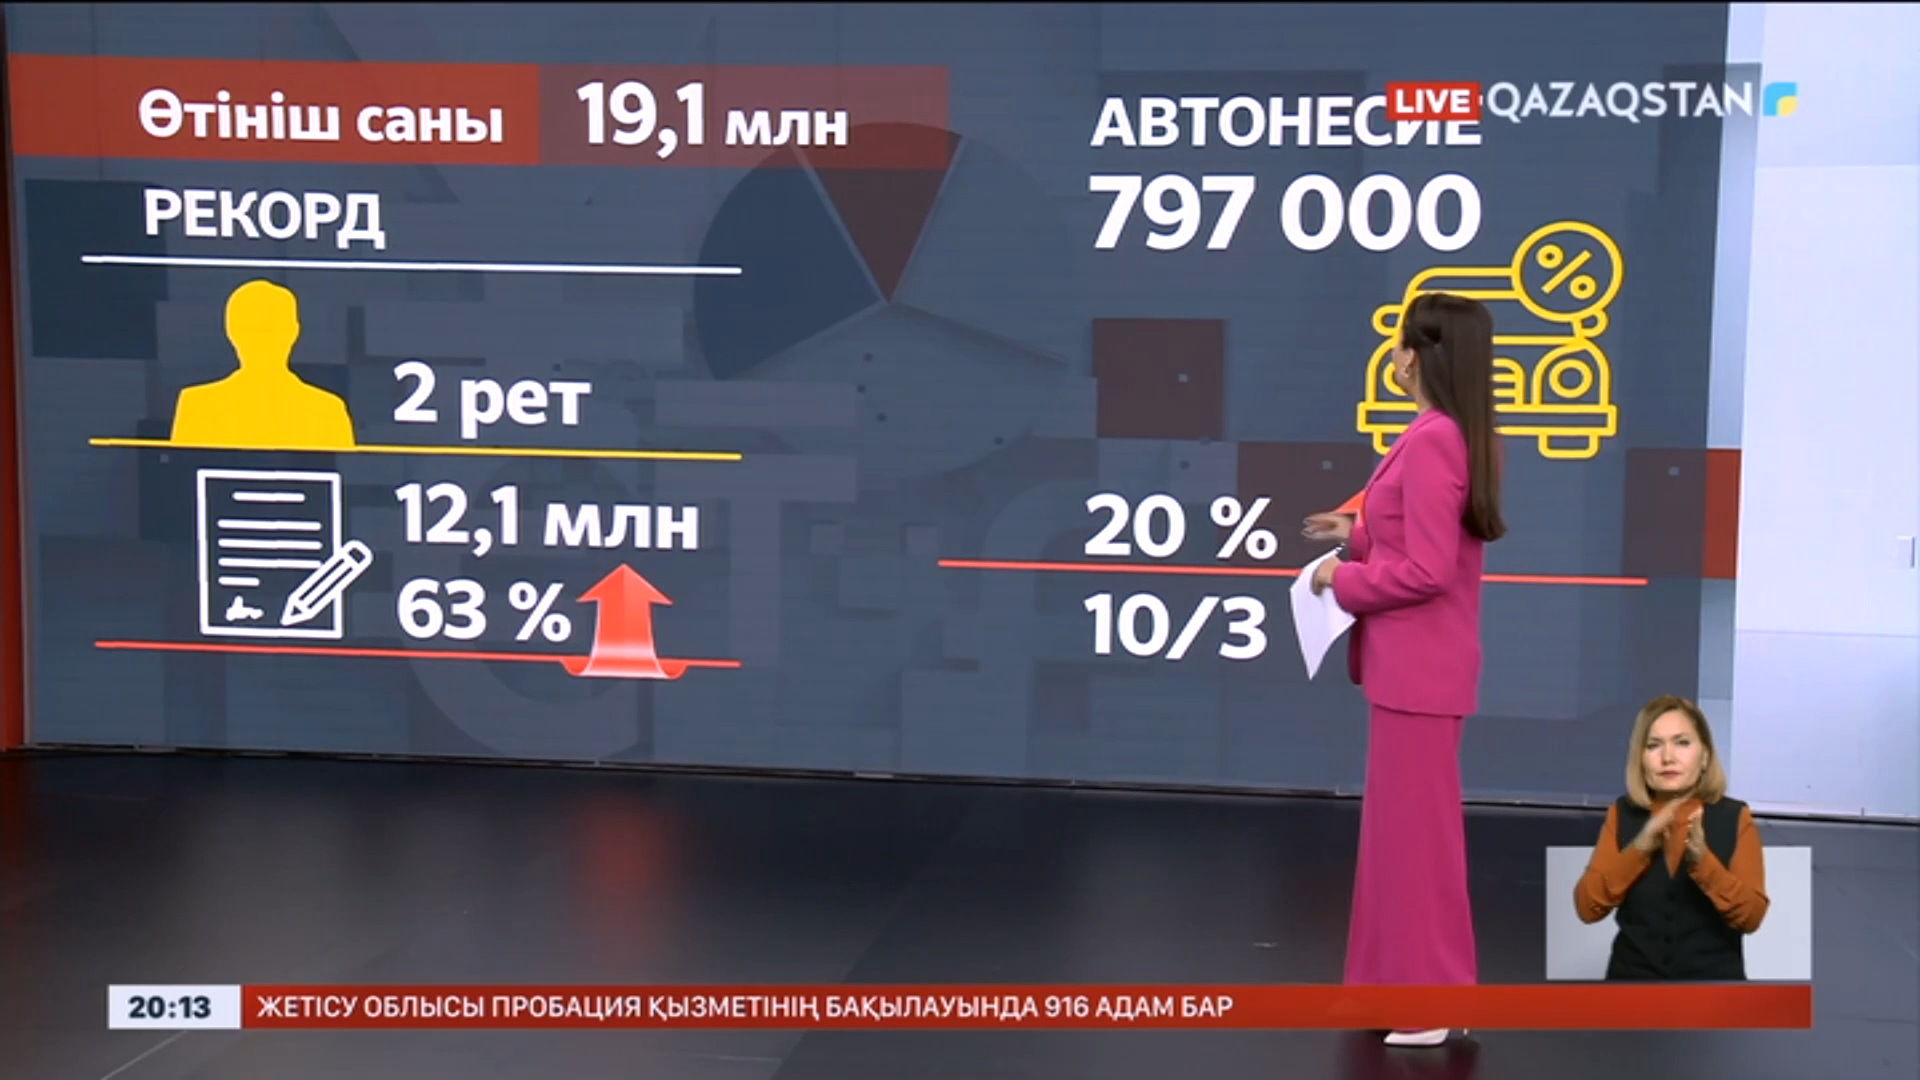 Өтініш саны 19,1 млн
РЕКОРД
2 рет
12,1 млн
63 %
АВТОНЕСИЕ
797 000
%
20 %
10/3
LIVE QAZAQSTAN
20:13 ЖЕТІСУ ОБЛЫСЫ ПРОБАЦИЯ ҚЫЗМЕТІНІҢ БАҚЫЛАУЫНДА 916 АДАМ БАР